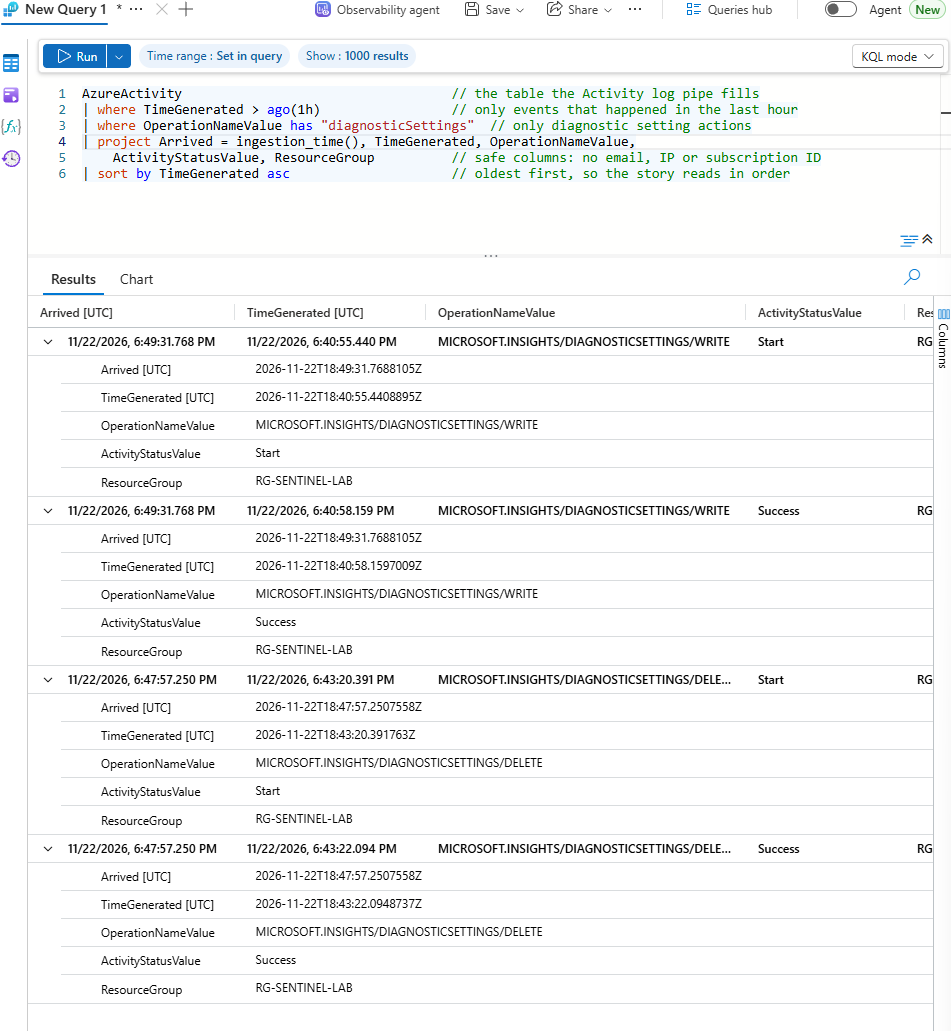 New Query 1 * ···
Observability agent
Save
Share
···
Queries hub
Agent
New
Run
Time range : Set in query
Show : 1000 results
KQL mode
1 AzureActivity // the table the Activity log pipe fills
2 | where TimeGenerated > ago(1h) // only events that happened in the last hour
3 | where OperationNameValue has "diagnosticSettings" // only diagnostic setting actions
4 | project Arrived = ingestion_time(), TimeGenerated, OperationNameValue,
5 ActivityStatusValue, ResourceGroup // safe columns: no email, IP or subscription ID
6 | sort by TimeGenerated asc // oldest first, so the story reads in order
Results Chart
Arrived [UTC] TimeGenerated [UTC] OperationNameValue ActivityStatusValue Res
Columns
11/22/2026, 6:49:31.768 PM 11/22/2026, 6:40:55.440 PM MICROSOFT.INSIGHTS/DIAGNOSTICSETTINGS/WRITE Start RG
Arrived [UTC] 2026-11-22T18:49:31.7688105Z
TimeGenerated [UTC] 2026-11-22T18:40:55.4408895Z
OperationNameValue MICROSOFT.INSIGHTS/DIAGNOSTICSETTINGS/WRITE
ActivityStatusValue Start
ResourceGroup RG-SENTINEL-LAB
11/22/2026, 6:49:31.768 PM 11/22/2026, 6:40:58.159 PM MICROSOFT.INSIGHTS/DIAGNOSTICSETTINGS/WRITE Success RG
Arrived [UTC] 2026-11-22T18:49:31.7688105Z
TimeGenerated [UTC] 2026-11-22T18:40:58.1597009Z
OperationNameValue MICROSOFT.INSIGHTS/DIAGNOSTICSETTINGS/WRITE
ActivityStatusValue Success
ResourceGroup RG-SENTINEL-LAB
11/22/2026, 6:47:57.250 PM 11/22/2026, 6:43:20.391 PM MICROSOFT.INSIGHTS/DIAGNOSTICSETTINGS/DELE... Start RG
Arrived [UTC] 2026-11-22T18:47:57.2507558Z
TimeGenerated [UTC] 2026-11-22T18:43:20.391763Z
OperationNameValue MICROSOFT.INSIGHTS/DIAGNOSTICSETTINGS/DELETE
ActivityStatusValue Start
ResourceGroup RG-SENTINEL-LAB
11/22/2026, 6:47:57.250 PM 11/22/2026, 6:43:22.094 PM MICROSOFT.INSIGHTS/DIAGNOSTICSETTINGS/DELE... Success RG
Arrived [UTC] 2026-11-22T18:47:57.2507558Z
TimeGenerated [UTC] 2026-11-22T18:43:22.0948737Z
OperationNameValue MICROSOFT.INSIGHTS/DIAGNOSTICSETTINGS/DELETE
ActivityStatusValue Success
ResourceGroup RG-SENTINEL-LAB